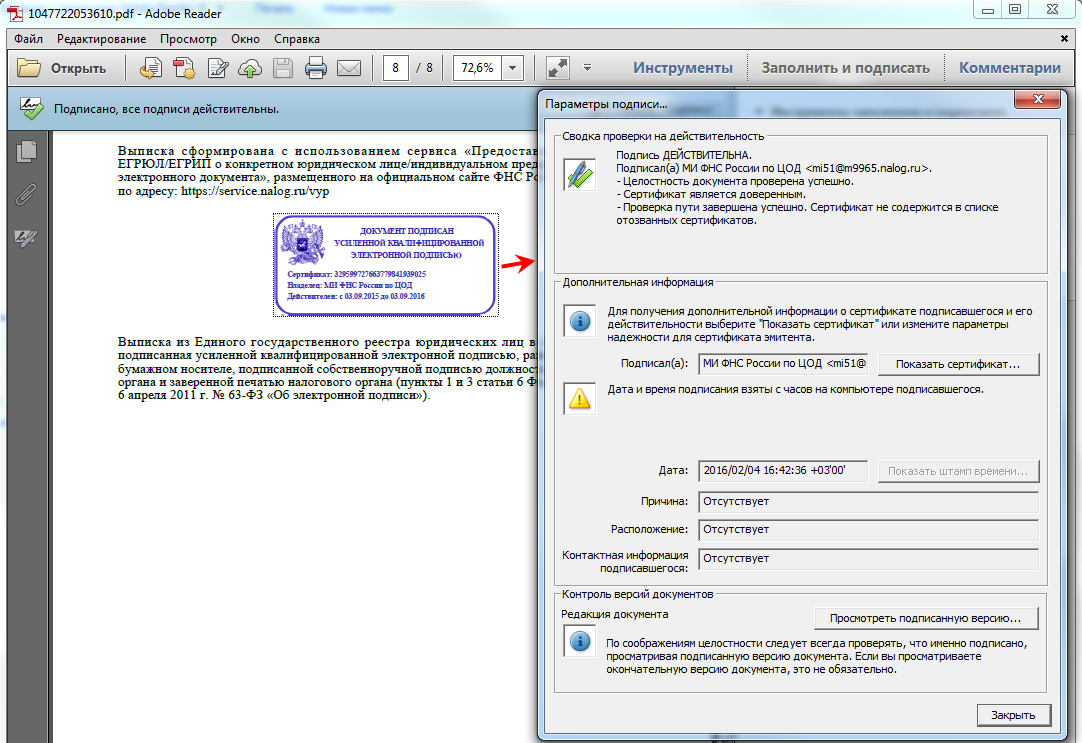 1047722053610.pdf - Adobe Reader
Файл Редактирование Просмотр Окно Справка
Открыть 8 / 8 72,6% Инструменты Заполнить и подписать Комментарии
Подписано, все подписи действительны.
Выписка сформирована с использованием сервиса «Предостав
ЕГРЮЛ/ЕГРИП о конкретном юридическом лице/индивидуальном пред
электронного документа», размещенного на официальном сайте ФНС Ро
по адресу: https://service.nalog.ru/vyp
ДОКУМЕНТ ПОДПИСАН
УСИЛЕННОЙ КВАЛИФИЦИРОВАННОЙ
ЭЛЕКТРОННОЙ ПОДПИСЬЮ
Сертификат: 329599727663779841939025
Владелец: МИ ФНС России по ЦОД
Действителен: с 03.09.2015 до 03.09.2016
Выписка из Единого государственного реестра юридических лиц в
подписанная усиленной квалифицированной электронной подписью, ра
бумажном носителе, подписанной собственноручной подписью должнос
органа и заверенной печатью налогового органа (пункты 1 и 3 статьи 6 Ф
6 апреля 2011 г. № 63-ФЗ «Об электронной подписи»).
Параметры подписи...
Сводка проверки на действительность
Подпись ДЕЙСТВИТЕЛЬНА.
Подписал(а) МИ ФНС России по ЦОД <mi51@m9965.nalog.ru>.
- Целостность документа проверена успешно.
- Сертификат является доверенным.
- Проверка пути завершена успешно. Сертификат не содержится в списке
отозванных сертификатов.
Дополнительная информация
Для получения дополнительной информации о сертификате подписавшегося и его
действительности выберите "Показать сертификат" или измените параметры
надежности для сертификата эмитента.
Подписал(а): МИ ФНС России по ЦОД <mi51@ Показать сертификат...
Дата и время подписания взяты с часов на компьютере подписавшегося.
Дата: 2016/02/04 16:42:36 +03'00' Показать штамп времени...
Причина: Отсутствует
Расположение: Отсутствует
Контактная информация
подписавшегося: Отсутствует
Контроль версий документов
Редакция документа Просмотреть подписанную версию...
По соображениям целостности следует всегда проверять, что именно подписано,
просматривая подписанную версию документа. Если вы просматриваете
окончательную версию документа, это не обязательно.
Закрыть